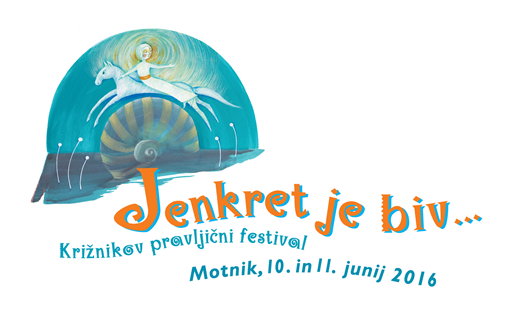 Jenkret je biv...
Križnikov pravljični festival
Motnik, 10. in 11. junij 2016